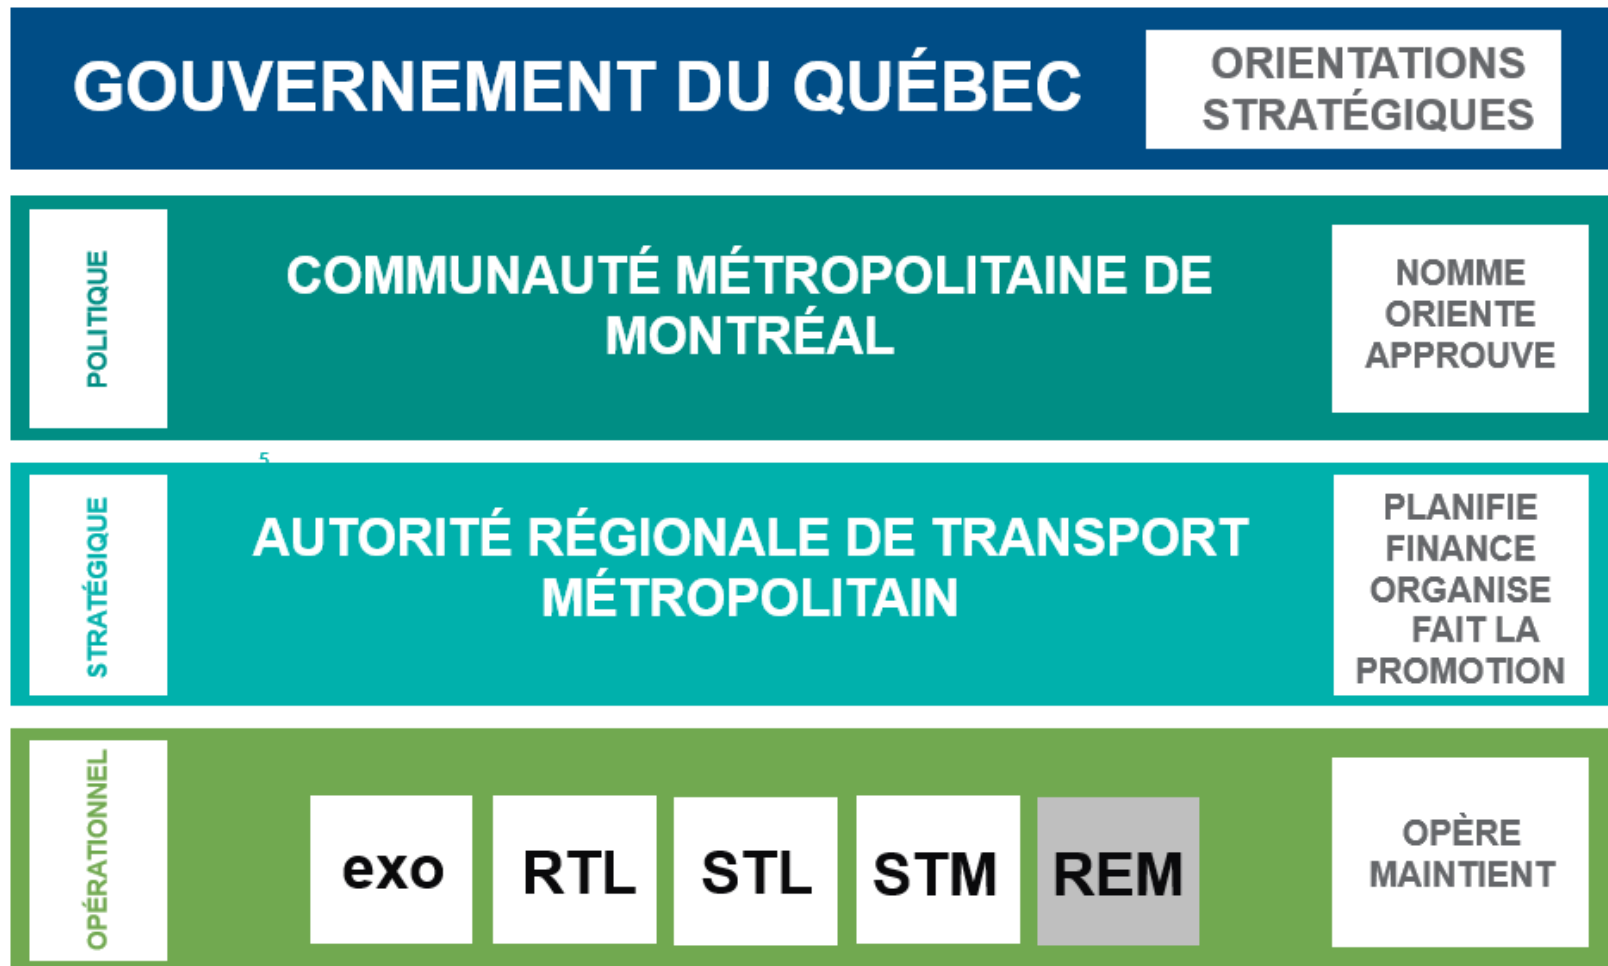 GOUVERNEMENT DU QUÉBEC
ORIENTATIONS
STRATÉGIQUES
POLITIQUE
COMMUNAUTÉ MÉTROPOLITAINE DE
MONTRÉAL
NOMME
ORIENTE
APPROUVE
5
STRATÉGIQUE
AUTORITÉ RÉGIONALE DE TRANSPORT
MÉTROPOLITAIN
PLANIFIE
FINANCE
ORGANISE
FAIT LA
PROMOTION
OPÉRATIONNEL
exo
RTL
STL
STM
REM
OPÈRE
MAINTIENT